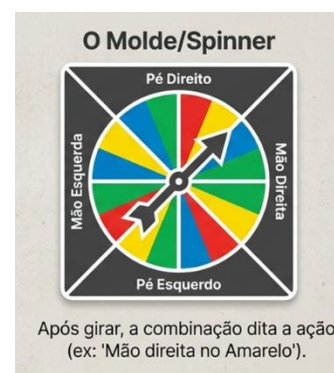 O Molde/Spinner
Pé Direito
Mão Esquerda
Mão Direita
Pé Esquerdo
Após girar, a combinação dita a ação
(ex: 'Mão direita no Amarelo').